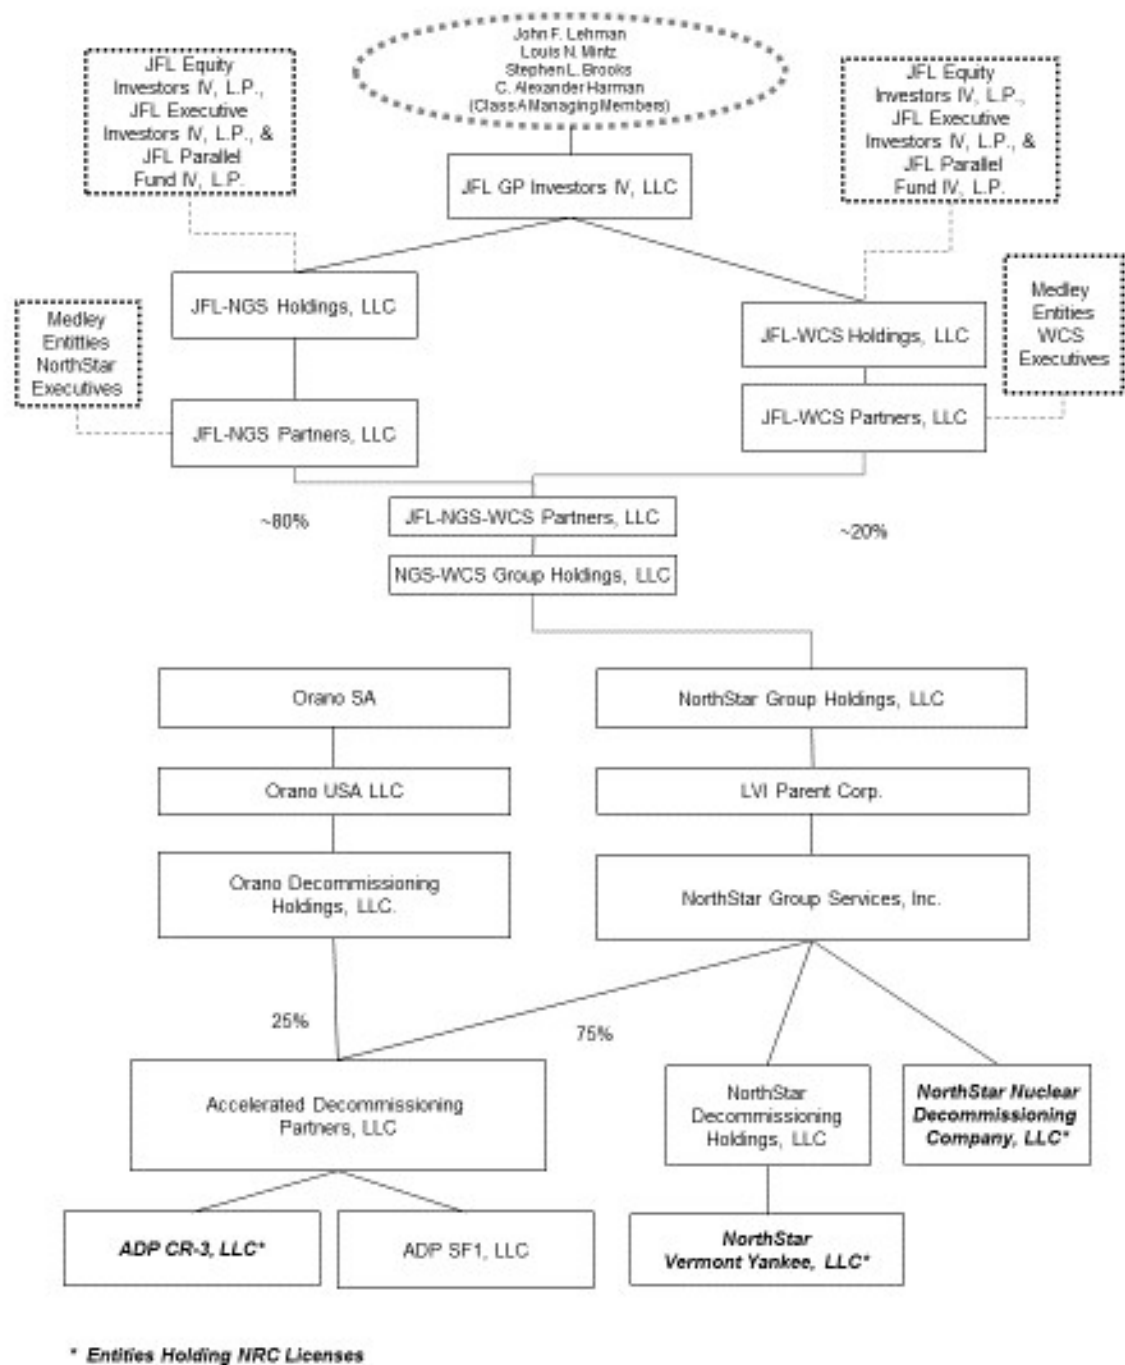 John F. Lehman
Louis N. Mintz
Stephen L. Brooks
C. Alexander Harman
(Class A Managing Members)
JFL Equity
Investors IV, L.P.,
JFL Executive
Investors IV, L.P., &
JFL Parallel
Fund IV, L.P.
JFL Equity
Investors IV, L.P.,
JFL Executive
Investors IV, L.P., &
JFL Parallel
Fund IV, L.P.
JFL GP Investors IV, LLC
JFL-NGS Holdings, LLC
JFL-WCS Holdings, LLC
Medley
Entitties
NorthStar
Executives
Medley
Entities
WCS
Executives
JFL-NGS Partners, LLC
JFL-WCS Partners, LLC
~80%
JFL-NGS-WCS Partners, LLC
~20%
NGS-WCS Group Holdings, LLC
Orano SA
NorthStar Group Holdings, LLC
Orano USA LLC
LVI Parent Corp.
Orano Decommissioning
Holdings, LLC.
NorthStar Group Services, Inc.
25%
75%
Accelerated Decommissioning
Partners, LLC
NorthStar
Decommissioning
Holdings, LLC
NorthStar Nuclear
Decommissioning
Company, LLC*
ADP CR-3, LLC*
ADP SF1, LLC
NorthStar
Vermont Yankee, LLC*
* Entities Holding NRC Licenses